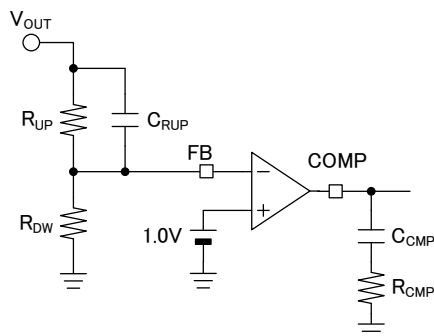 VOUT
RUP
CRUP
FB
COMP
−
+
RDW
1.0V
CCMP
RCMP